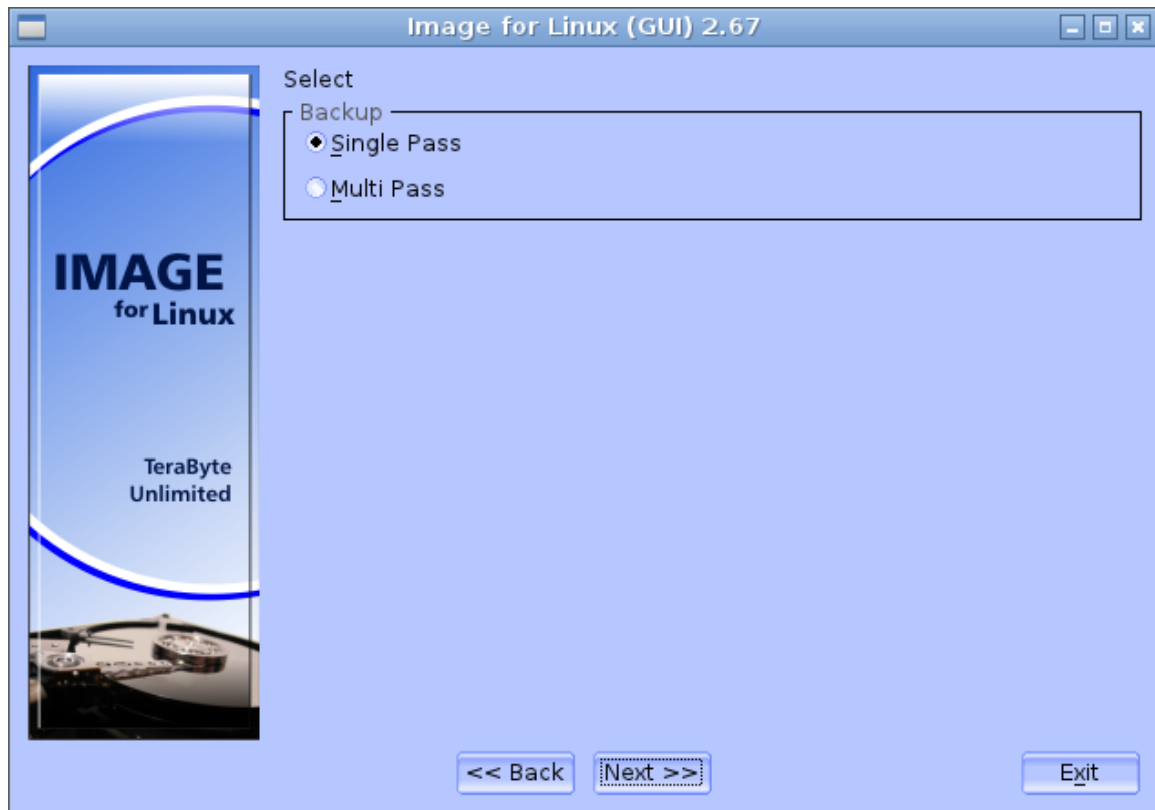 Image for Linux (GUI) 2.67
IMAGE
for Linux
TeraByte
Unlimited
Select
Backup
Single Pass
Multi Pass
<< Back
Next >>
Exit